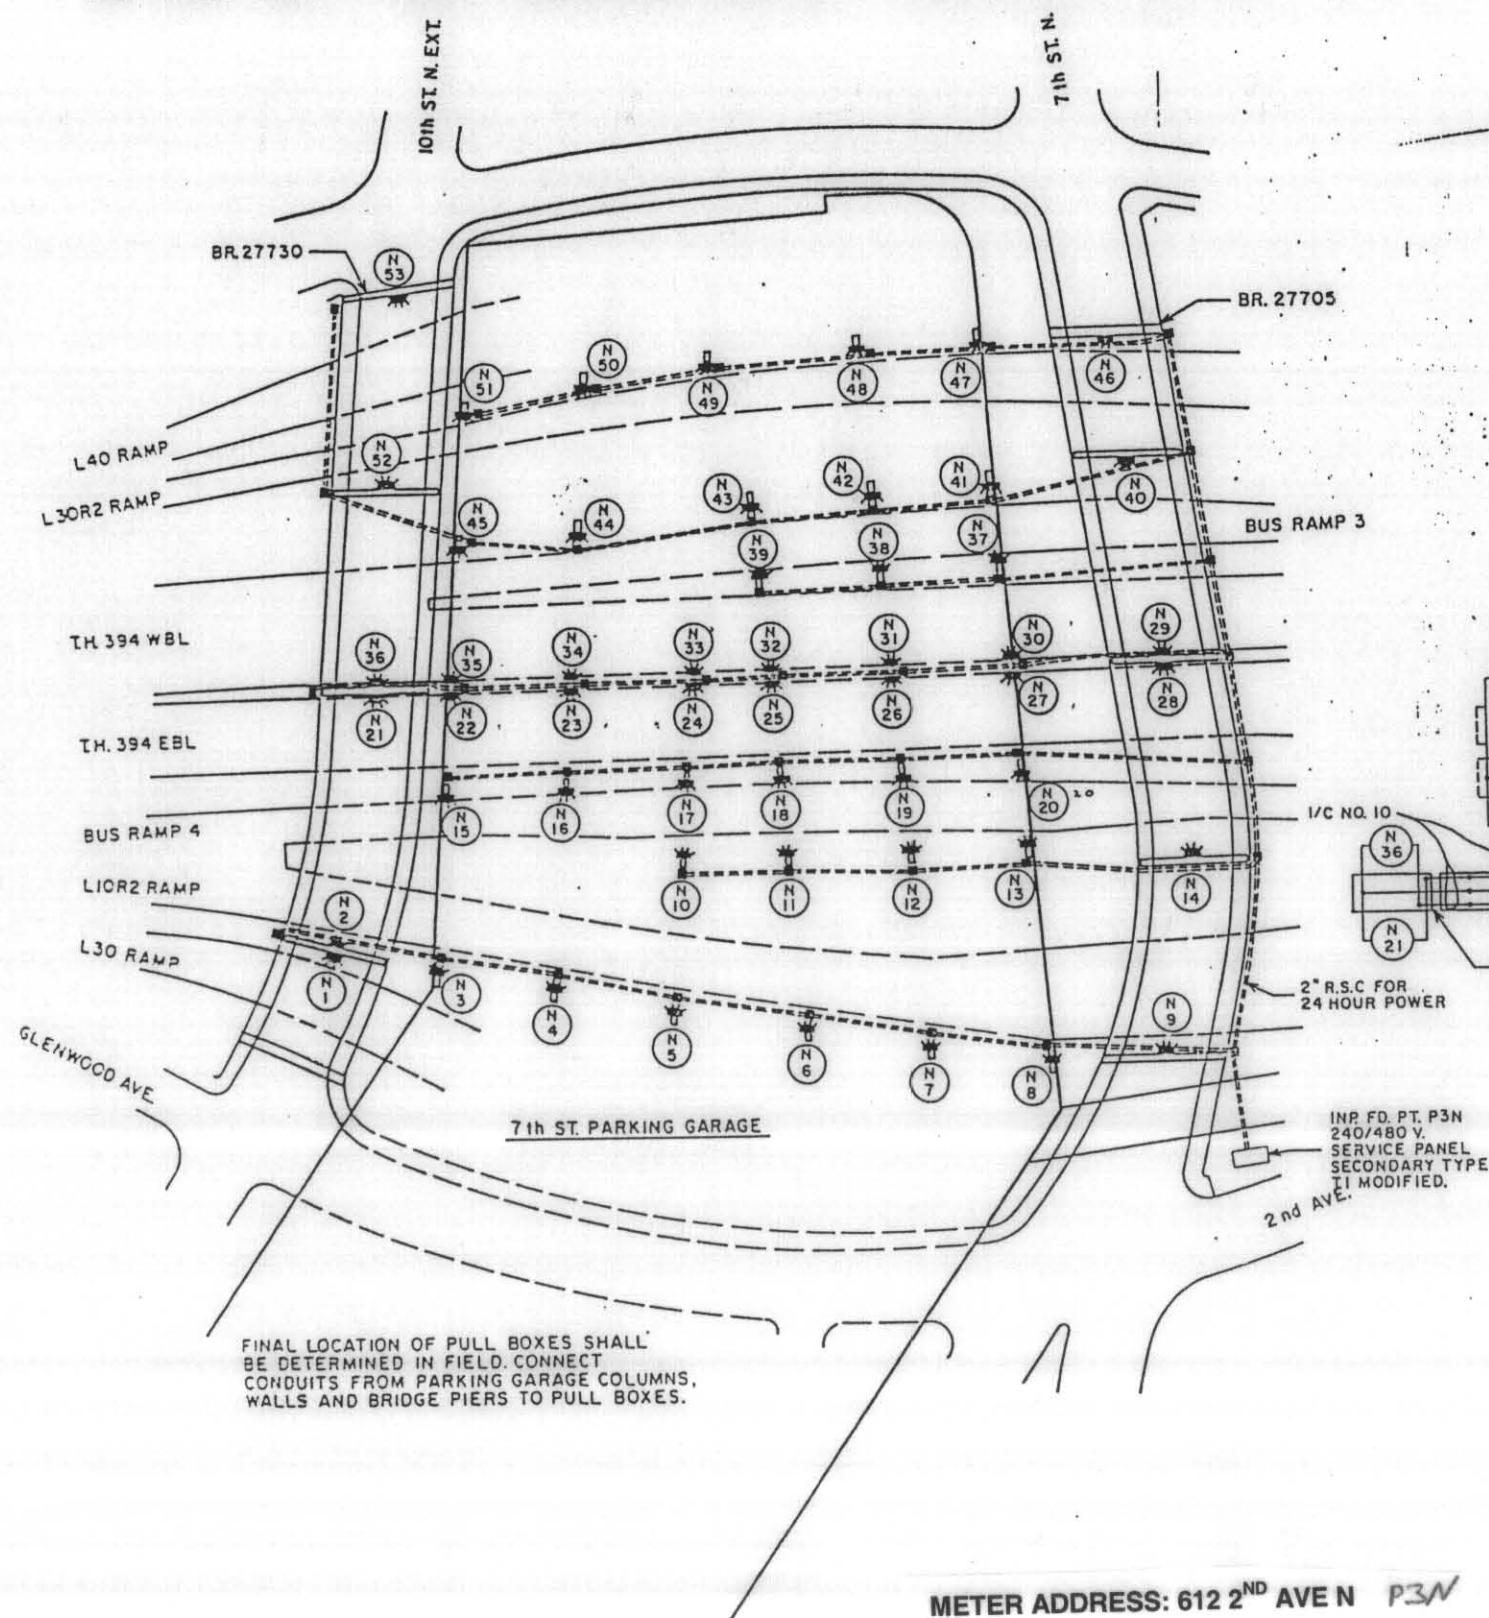 10th ST. N. EXT.
7th ST. N.
BR. 27730
N 53
BR. 27705
N 51
N 50
N 49
N 48
N 47
N 46
L40 RAMP
N 52
L30R2 RAMP
N 45
N 44
N 43
N 42
N 41
N 40
N 39
N 38
N 37
BUS RAMP 3
T.H. 394 WBL
N 36
N 35
N 34
N 33
N 32
N 31
N 30
N 29
N 21
N 22
N 23
N 24
N 25
N 26
N 27
N 28
T.H. 394 EBL
BUS RAMP 4
N 15
N 16
N 17
N 18
N 19
N 20
20
I/C NO. 10
N 36
N 21
L10R2 RAMP
N 10
N 11
N 12
N 13
N 14
N 2
L30 RAMP
N 1
N 3
N 4
N 5
N 6
N 7
N 8
N 9
2" R.S.C FOR
24 HOUR POWER
GLENWOOD AVE.
7th ST. PARKING GARAGE
INP. FD. PT. P3N
240/480 V.
SERVICE PANEL
SECONDARY TYPE
T1 MODIFIED.
2nd AVE.
FINAL LOCATION OF PULL BOXES SHALL
BE DETERMINED IN FIELD. CONNECT
CONDUITS FROM PARKING GARAGE COLUMNS,
WALLS AND BRIDGE PIERS TO PULL BOXES.
METER ADDRESS: 612 2ND AVE N P3N